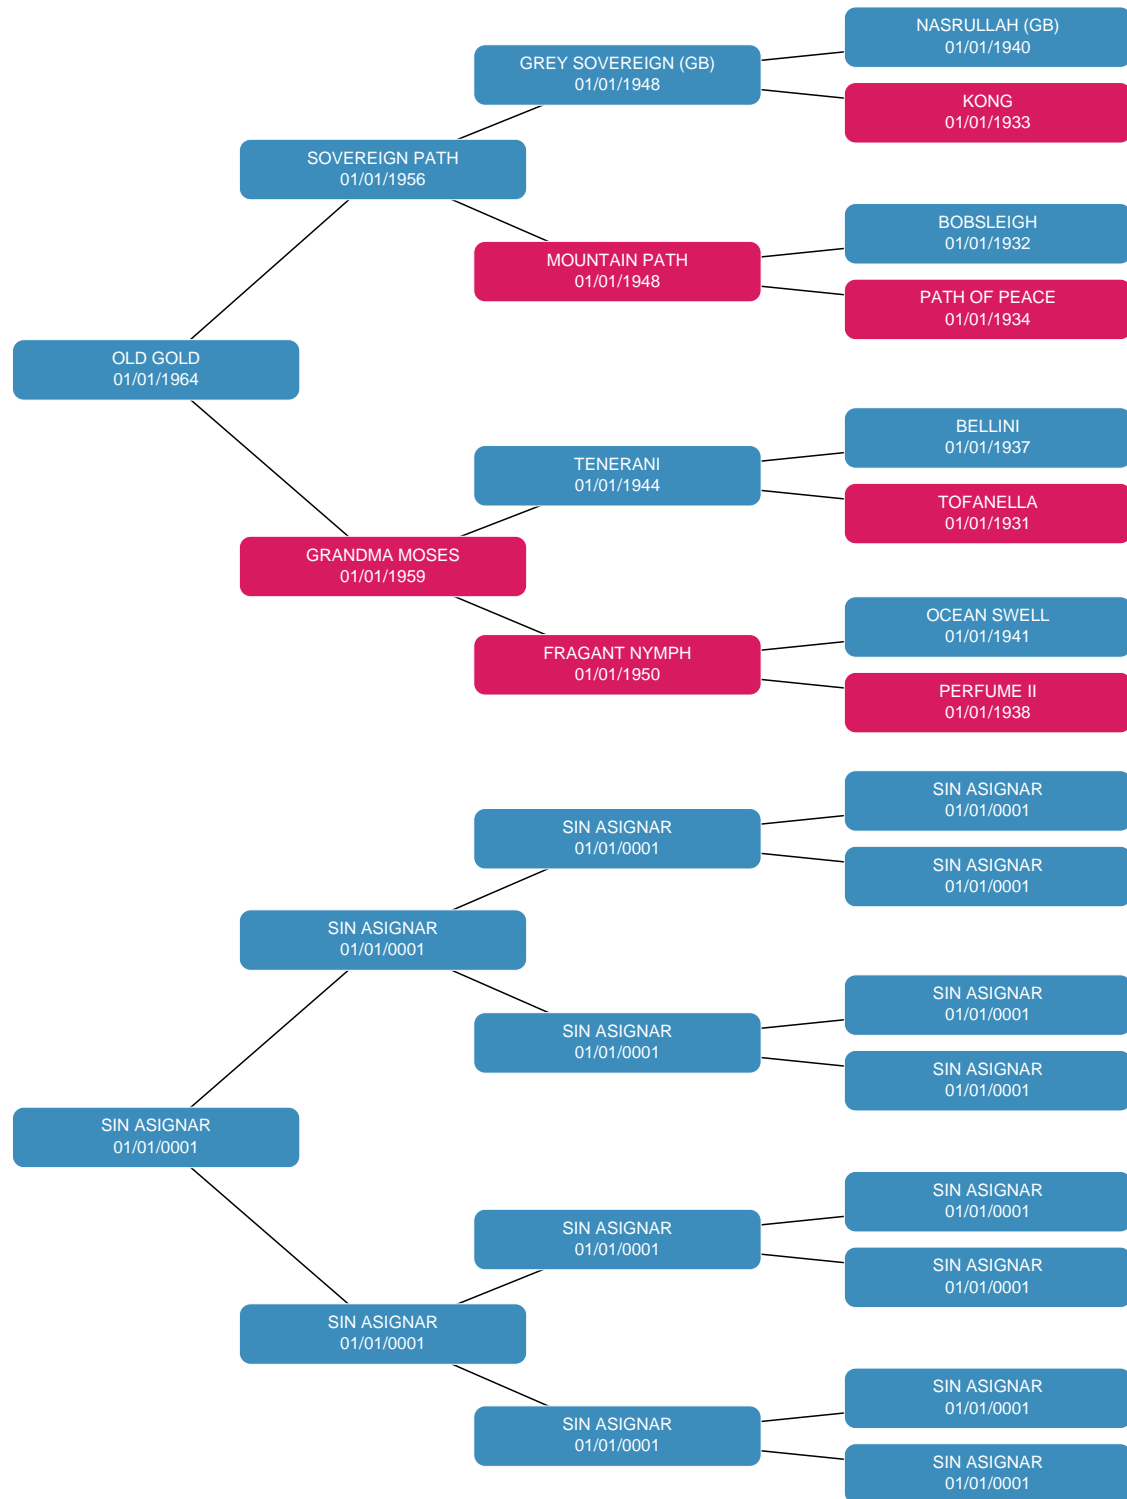 NASRULLAH (GB)
01/01/1940
GREY SOVEREIGN (GB)
01/01/1948
KONG
01/01/1933
SOVEREIGN PATH
01/01/1956
BOBSLEIGH
01/01/1932
MOUNTAIN PATH
01/01/1948
PATH OF PEACE
01/01/1934
OLD GOLD
01/01/1964
BELLINI
01/01/1937
TENERANI
01/01/1944
TOFANELLA
01/01/1931
GRANDMA MOSES
01/01/1959
OCEAN SWELL
01/01/1941
FRAGANT NYMPH
01/01/1950
PERFUME II
01/01/1938
SIN ASIGNAR
01/01/0001
SIN ASIGNAR
01/01/0001
SIN ASIGNAR
01/01/0001
SIN ASIGNAR
01/01/0001
SIN ASIGNAR
01/01/0001
SIN ASIGNAR
01/01/0001
SIN ASIGNAR
01/01/0001
SIN ASIGNAR
01/01/0001
SIN ASIGNAR
01/01/0001
SIN ASIGNAR
01/01/0001
SIN ASIGNAR
01/01/0001
SIN ASIGNAR
01/01/0001
SIN ASIGNAR
01/01/0001
SIN ASIGNAR
01/01/0001
SIN ASIGNAR
01/01/0001